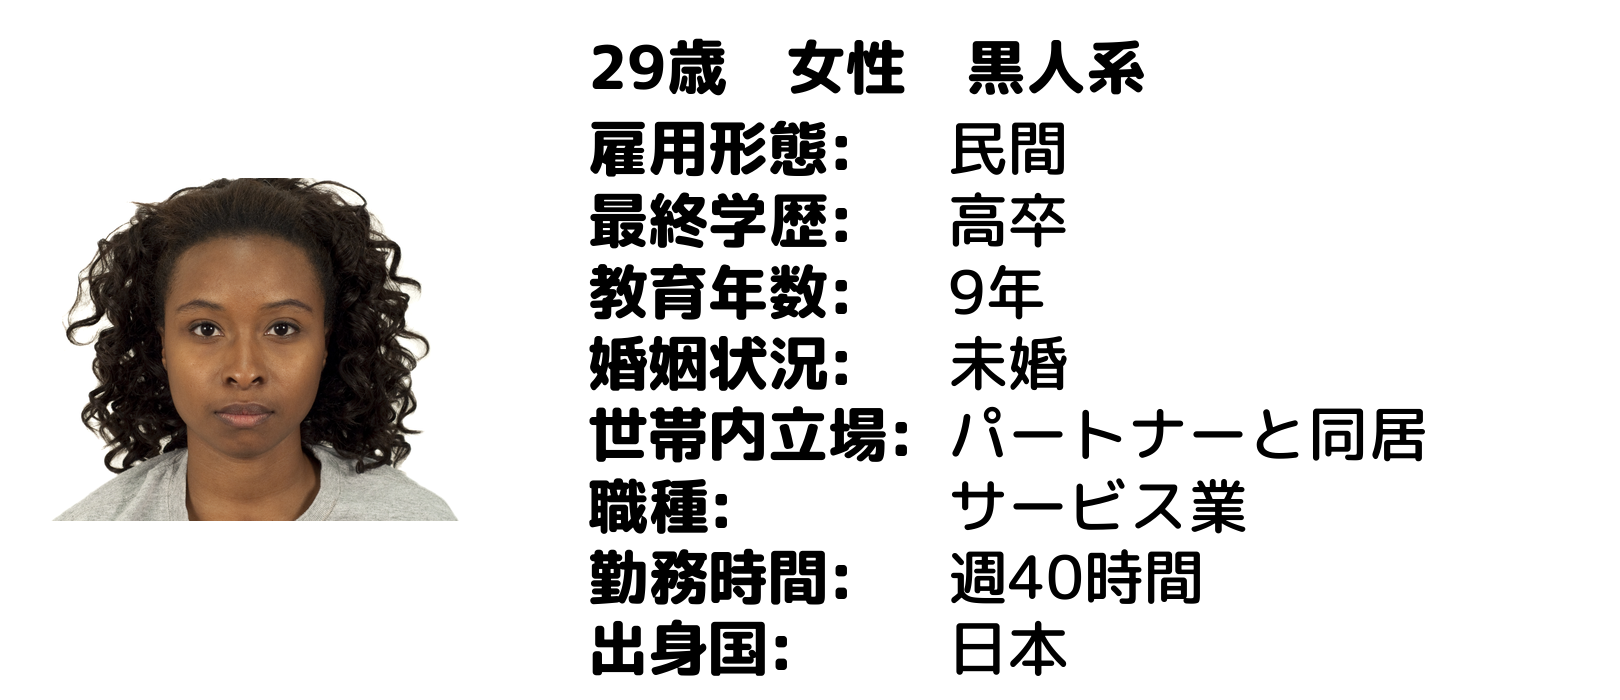 29歳　女性　黒人系
雇用形態:　民間
最終学歴:　高卒
教育年数:　9年
婚姻状況:　未婚
世帯内立場:　パートナーと同居
職種:　サービス業
勤務時間:　週40時間
出身国:　日本